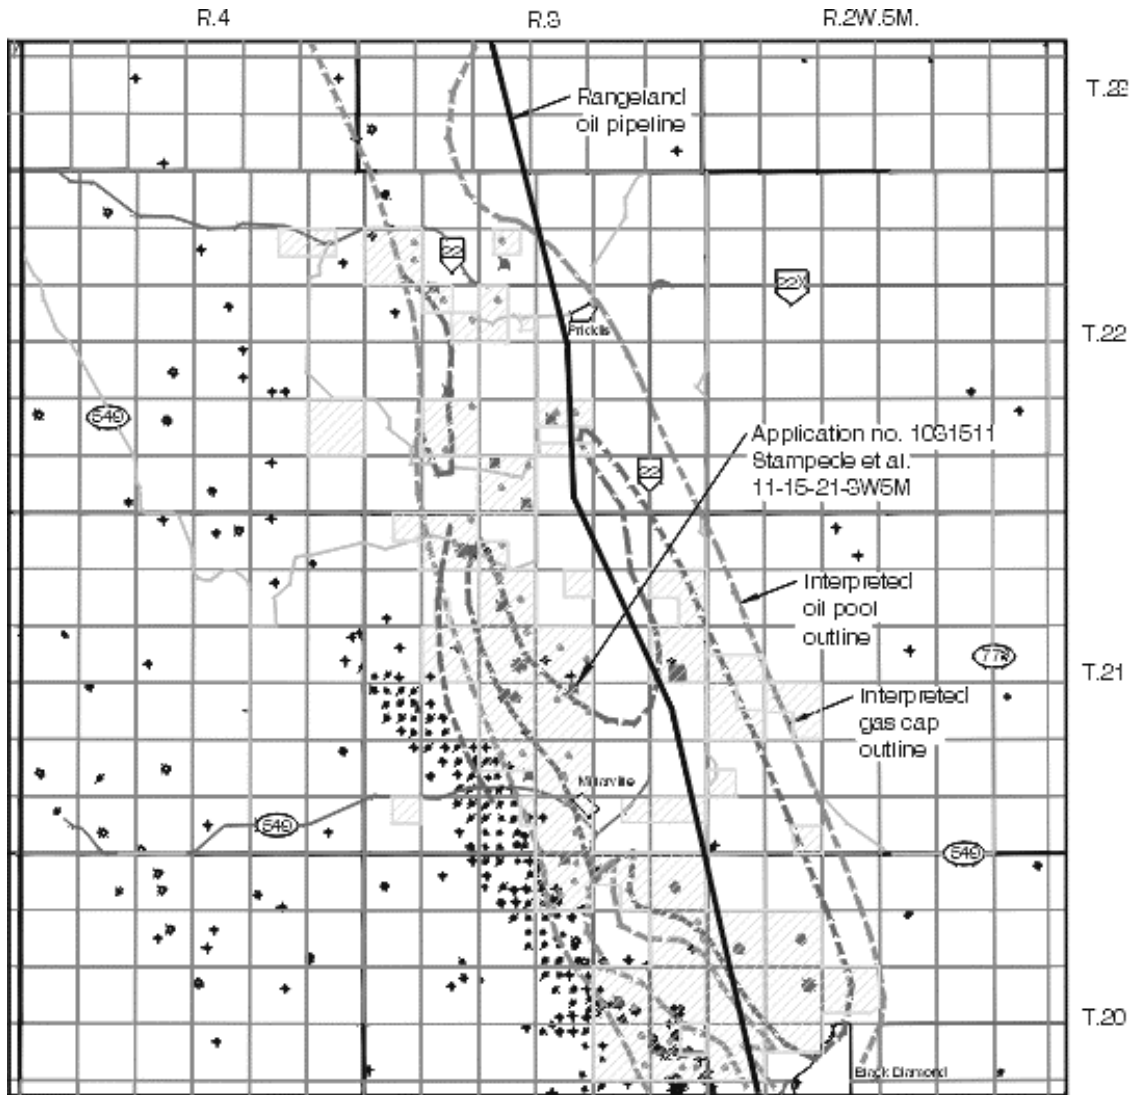 R.4 R.3 R.2W.5M.
T.23
Rangeland
oil pipeline
22
22X
Priddis
T.22
549
Application no. 1031511
Stampede et al.
11-15-21-3W5M
22
Interpreted
oil pool
outline
773
T.21
Interpreted
gas cap
outline
Millarville
549
549
T.20
Black Diamond